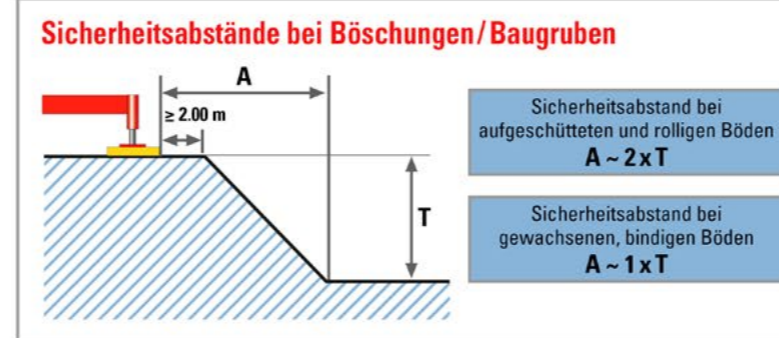 Sicherheitsabstände bei Böschungen/Baugruben
A
≥ 2.00 m
T
Sicherheitsabstand bei
aufgeschütteten und rolligen Böden
A ~ 2 x T
Sicherheitsabstand bei
gewachsenen, bindigen Böden
A ~ 1 x T